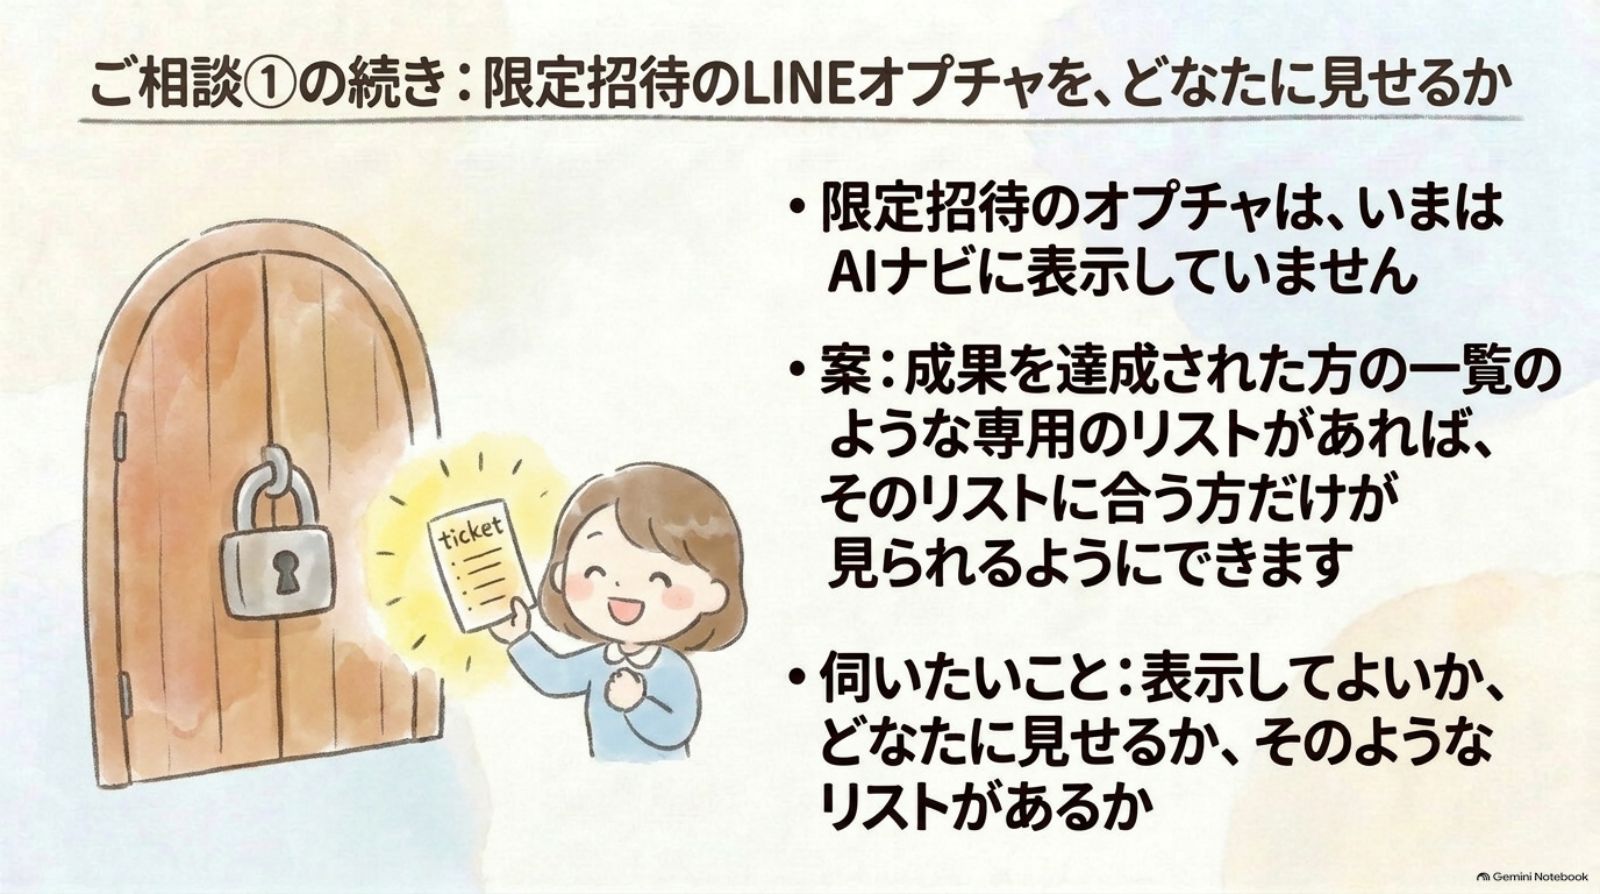 ご相談①の続き：限定招待のLINEオプチャを、どなたに見せるか
・限定招待のオプチャは、いまは
AIナビに表示していません
・案：成果を達成された方の一覧の
ような専用のリストがあれば、
そのリストに合う方だけが
見られるようにできます
・伺いたいこと：表示してよいか、
どなたに見せるか、そのような
リストがあるか
ticket
Gemini Notebook